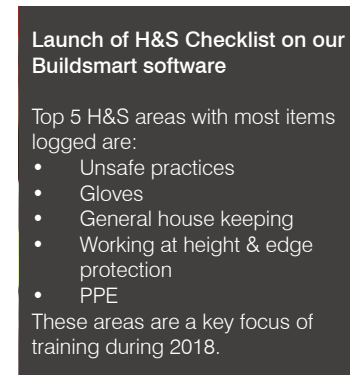 Launch of H&S Checklist on our
Buildsmart software
Top 5 H&S areas with most items
logged are:
• Unsafe practices
• Gloves
• General house keeping
• Working at height & edge
protection
• PPE
These areas are a key focus of
training during 2018.